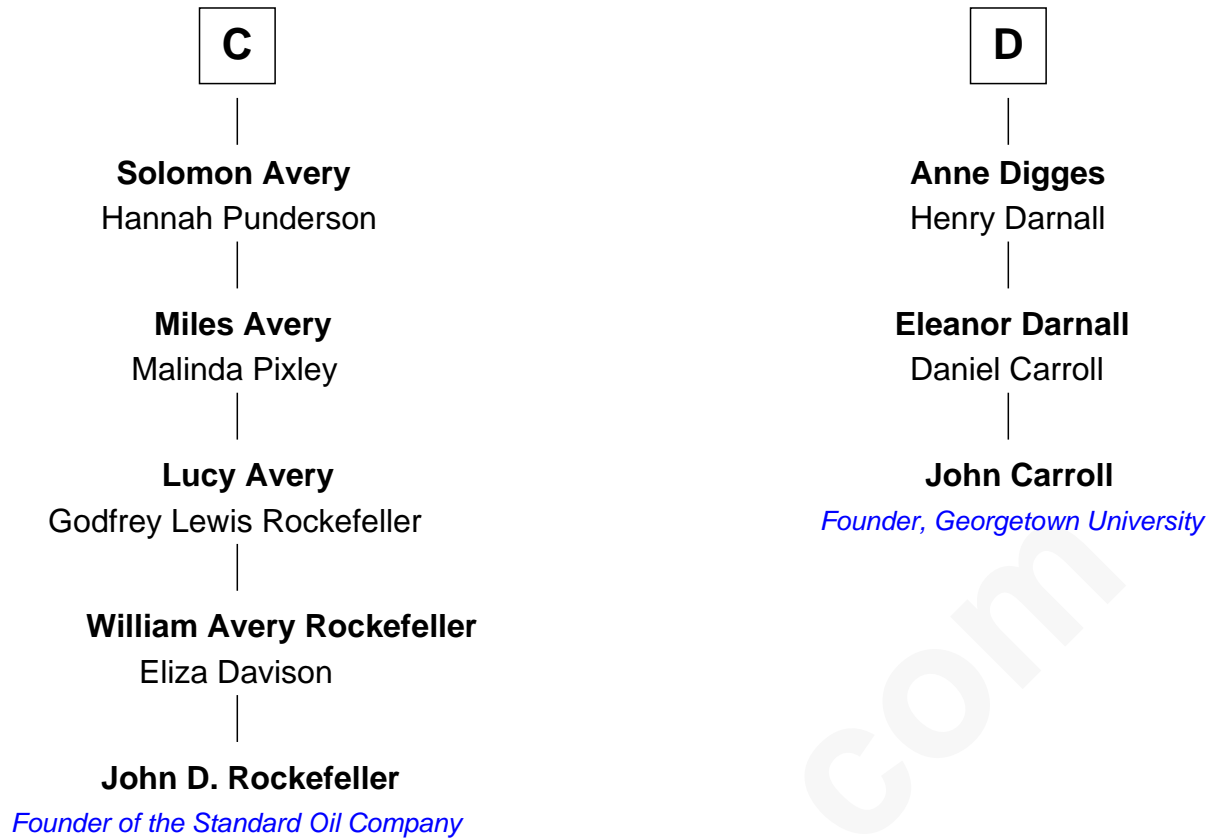 C
Solomon Avery
Hannah Punderson
Miles Avery
Malinda Pixley
Lucy Avery
Godfrey Lewis Rockefeller
William Avery Rockefeller
Eliza Davison
John D. Rockefeller
Founder of the Standard Oil Company
D
Anne Digges
Henry Darnall
Eleanor Darnall
Daniel Carroll
John Carroll
Founder, Georgetown University
com